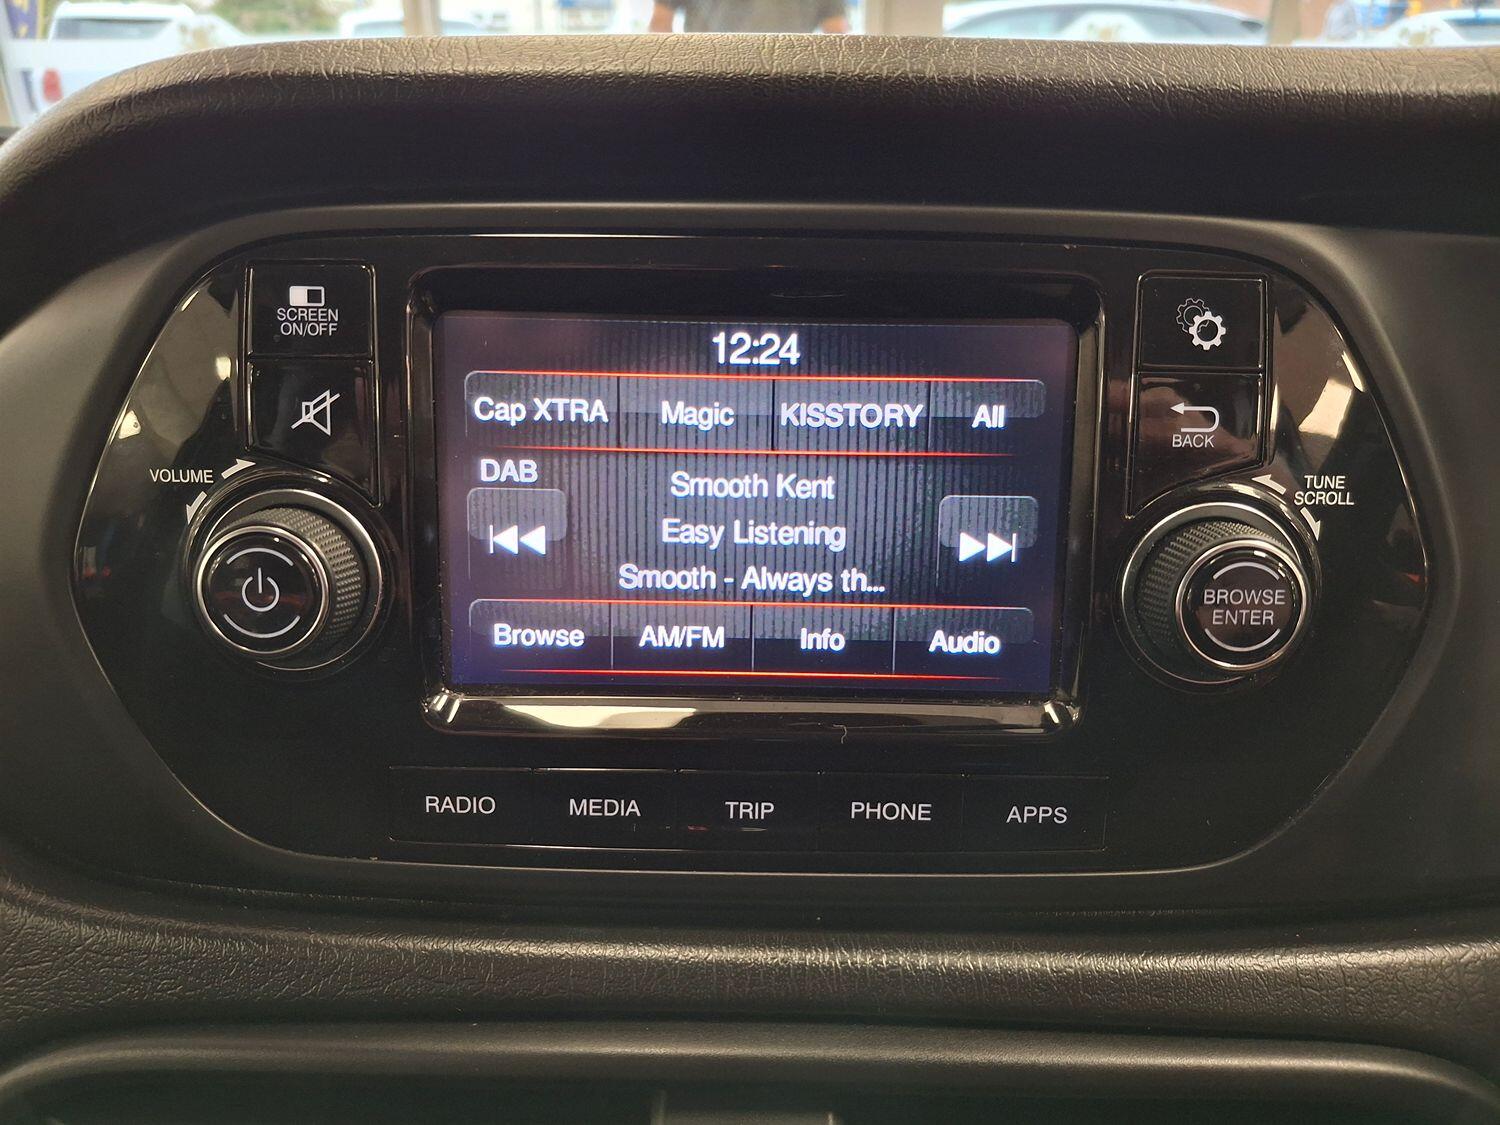 SCREEN
ON/OFF
VOLUME
12:24
Cap XTRA Magic KISSTORY All
DAB
Smooth Kent
Easy Listening
Smooth - Always th...
Browse AM/FM Info Audio
BACK
TUNE
SCROLL
BROWSE
ENTER
RADIO MEDIA TRIP PHONE APPS